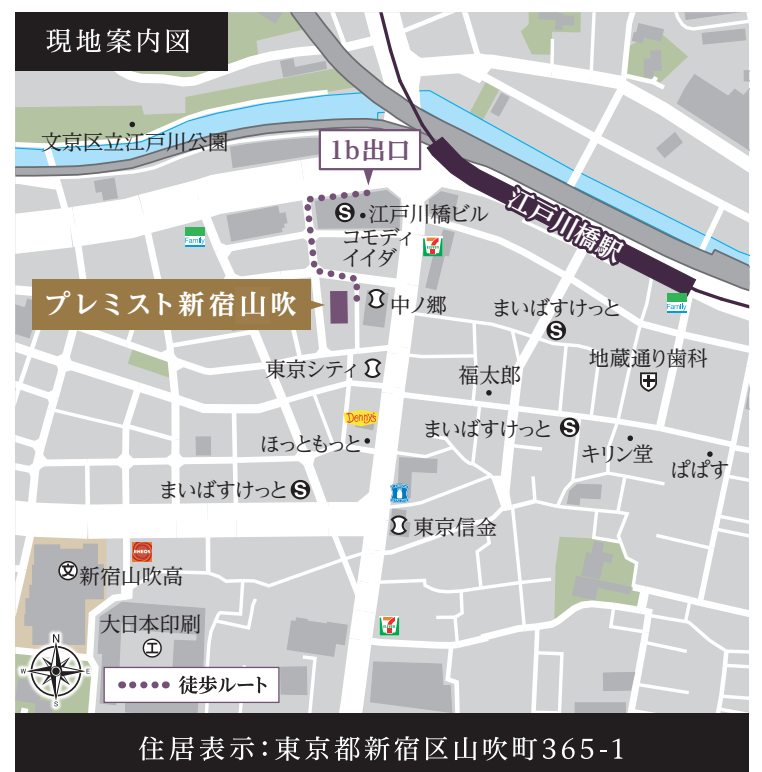 現地案内図
文京区立江戸川公園
1b出口
江戸川橋駅
S・江戸川橋ビル
コモディ
イイダ
Family
プレミスト新宿山吹
中ノ郷
まいばすけっと
S
Family
東京シティ
福太郎
地蔵通り歯科
Denny's
ほっともっと
まいばすけっと S
キリン堂
ぱぱす
まいばすけっと S
東京信金
ENEOS
文 新宿山吹高
大日本印刷
工
N
W
E
S
徒歩ルート
住居表示：東京都新宿区山吹町365-1